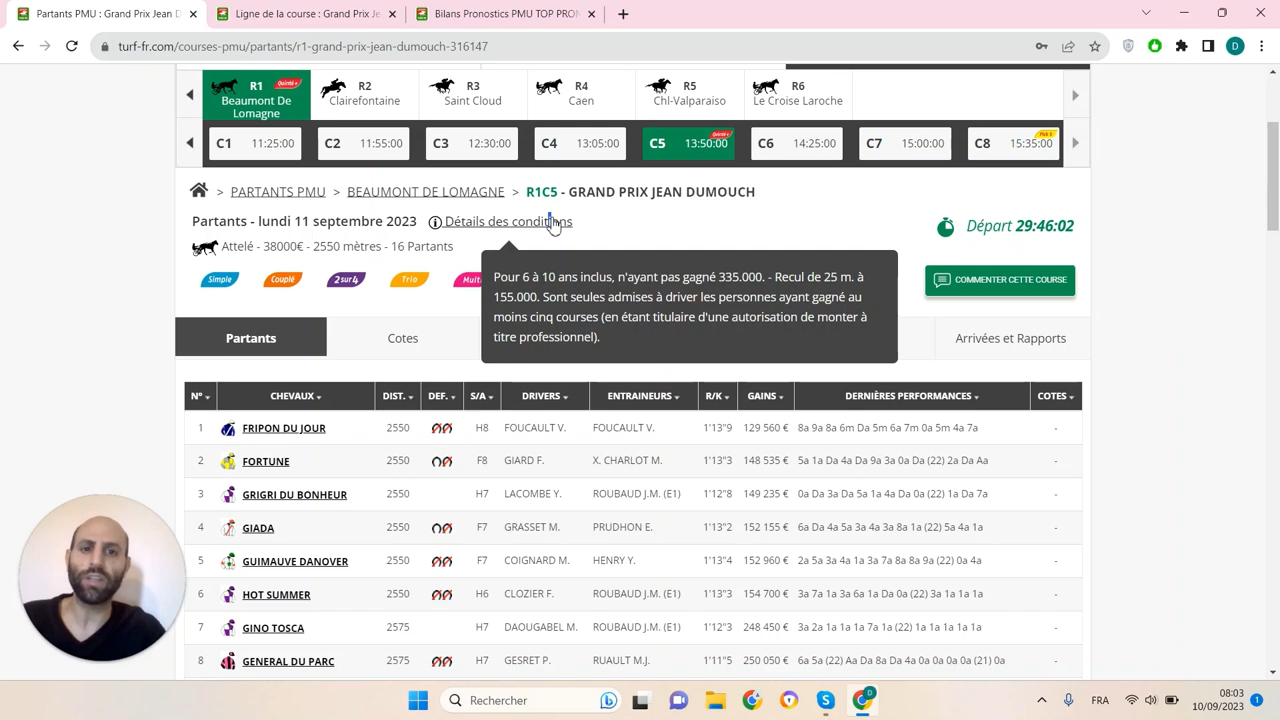 Partants PMU : Grand Prix Jean D
Ligne de la course : Grand Prix Je
Bilans Pronostics PMU TOP PRON
turf-fr.com/courses-pmu/partants/r1-grand-prix-jean-dumouch-316147
D
R1 Quinté+
Beaumont De
Lomagne
R2
Clairefontaine
R3
Saint Cloud
R4
Caen
R5
Chl-Valparaiso
R6
Le Croise Laroche
C1 11:25:00
C2 11:55:00
C3 12:30:00
C4 13:05:00
C5 13:50:00 Quinté+
C6 14:25:00
C7 15:00:00
C8 15:35:00 Pick 5
> PARTANTS PMU > BEAUMONT DE LOMAGNE > R1C5 - GRAND PRIX JEAN DUMOUCH
Partants - lundi 11 septembre 2023 Détails des conditions
Départ 29:46:02
Attelé - 38000€ - 2550 mètres - 16 Partants
Simple Couplé 2sur4 Trio Mult
Pour 6 à 10 ans inclus, n'ayant pas gagné 335.000. - Recul de 25 m. à
155.000. Sont seules admises à driver les personnes ayant gagné au
moins cinq courses (en étant titulaire d'une autorisation de monter à
titre professionnel).
COMMENTER CETTE COURSE
Partants Cotes Arrivées et Rapports
N° CHEVAUX DIST. DEF. S/A DRIVERS ENTRAINEURS R/K GAINS DERNIÈRES PERFORMANCES COTES
1 FRIPON DU JOUR 2550 H8 FOUCAULT V. FOUCAULT V. 1'13"9 129 560 € 8a 9a 8a 6m Da 5m 6a 7m 0a 5m 4a 7a -
2 FORTUNE 2550 F8 GIARD F. X. CHARLOT M. 1'13"3 148 535 € 5a 1a Da 4a Da 9a 3a 0a Da (22) 2a Da Aa -
3 GRIGRI DU BONHEUR 2550 H7 LACOMBE Y. ROUBAUD J.M. (E1) 1'12"8 149 235 € 0a Da 3a Da 5a 1a 4a Da 0a (22) 1a Da 7a -
4 GIADA 2550 F7 GRASSET M. PRUDHON E. 1'13"2 152 155 € 6a Da 4a 5a 3a 4a 3a 8a 1a (22) 5a 4a 1a -
5 GUIMAUVE DANOVER 2550 F7 COIGNARD M. HENRY Y. 1'13"4 152 960 € 2a 5a 3a 4a 1a 3a 7a 8a 8a 9a (22) 0a 4a -
6 HOT SUMMER 2550 H6 CLOZIER F. ROUBAUD J.M. (E1) 1'13"3 154 700 € 3a 7a 1a 3a 6a 1a Da 0a (22) 3a 1a 1a 1a -
7 GINO TOSCA 2575 H7 DAOUGABEL M. ROUBAUD J.M. (E1) 1'12"3 248 450 € 3a 2a 1a 1a 1a 7a 1a (22) 1a 1a 1a 1a 1a -
8 GENERAL DU PARC 2575 H7 GESRET P. RUAULT M.J. 1'11"5 250 050 € 6a 5a (22) Aa Da 8a Da 4a 0a 0a 0a 0a (21) 0a -
Rechercher
FRA
08:03
10/09/2023
1